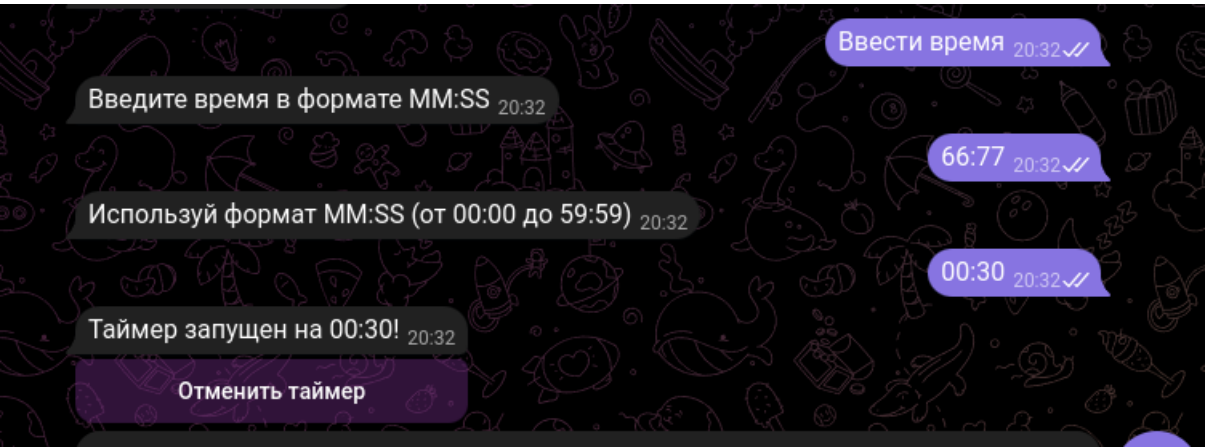 Ввести время 20:32
Введите время в формате MM:SS 20:32
66:77 20:32
Используй формат MM:SS (от 00:00 до 59:59) 20:32
00:30 20:32
Таймер запущен на 00:30! 20:32
Отменить таймер